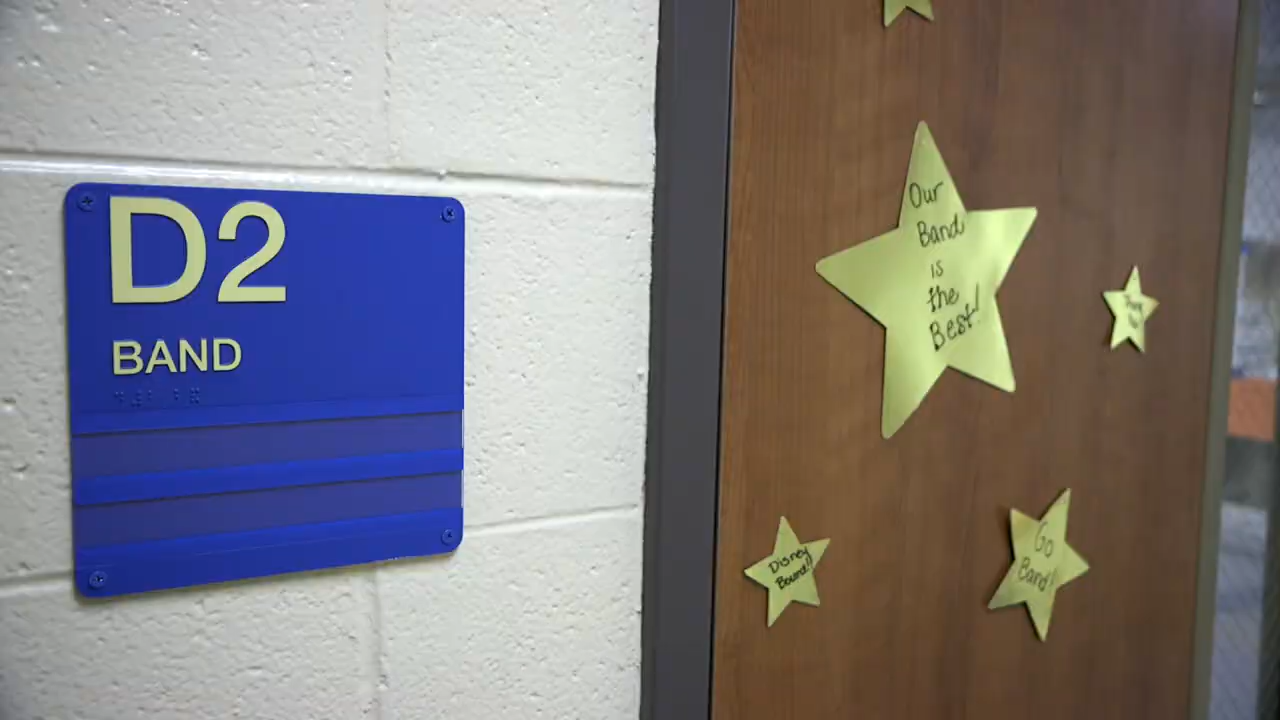 D2
BAND
Our
Band
is
the
Best!
Disney
Bound!
Go
Band!